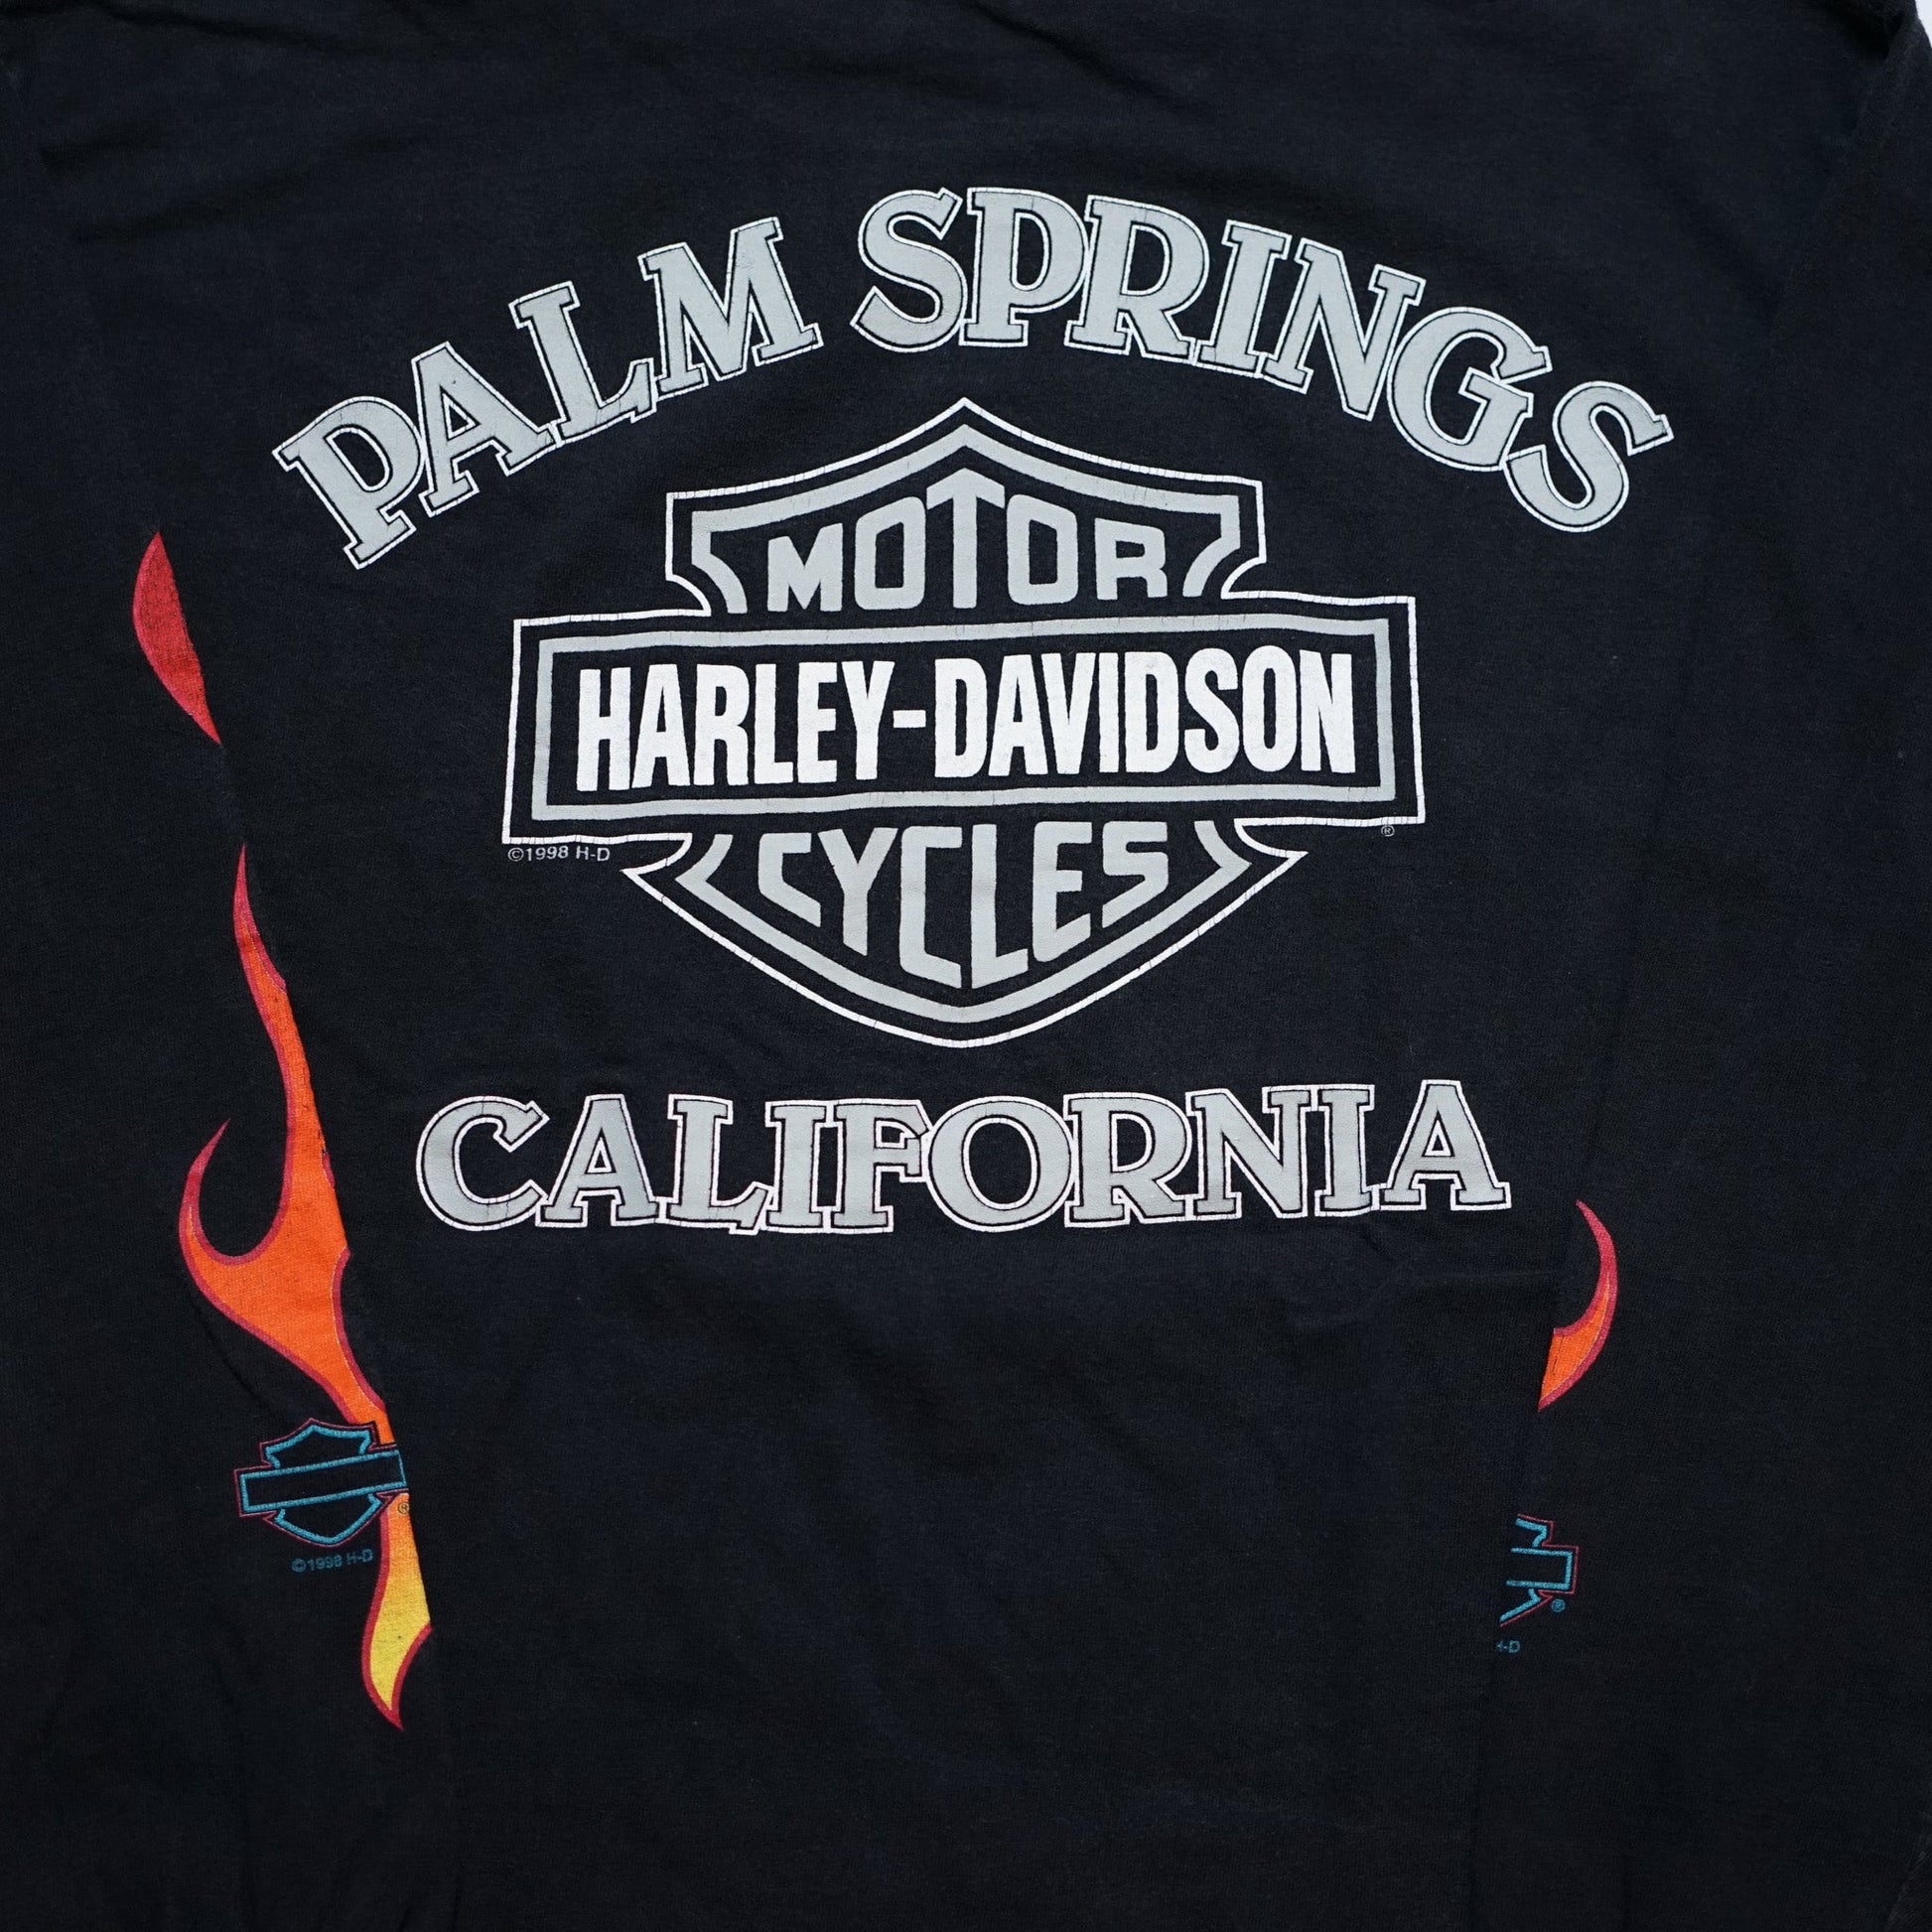 PALM SPRINGS
MOTOR
HARLEY-DAVIDSON
®
©1998 H-D
CYCLES
CALIFORNIA
®
©1998 H-D
®
H-D